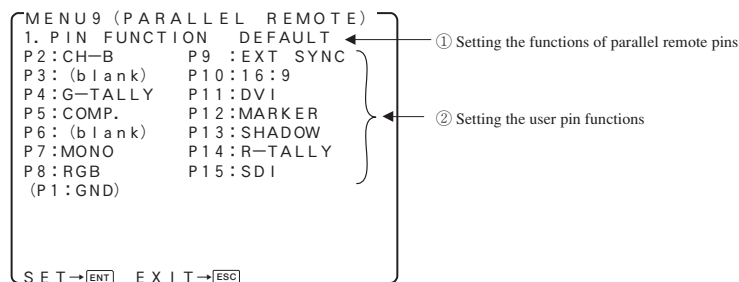 MENU9 (PARALLEL REMOTE)
1. PIN FUNCTION DEFAULT
① Setting the functions of parallel remote pins
P2:CH—B P9 :EXT SYNC
P3:(blank) P10:16:9
P4:G—TALLY P11:DVI
P5:COMP. P12:MARKER
② Setting the user pin functions
P6:(blank) P13:SHADOW
P7:MONO P14:R—TALLY
P8:RGB P15:SDI
(P1:GND)
SET→ENT EXIT→ESC